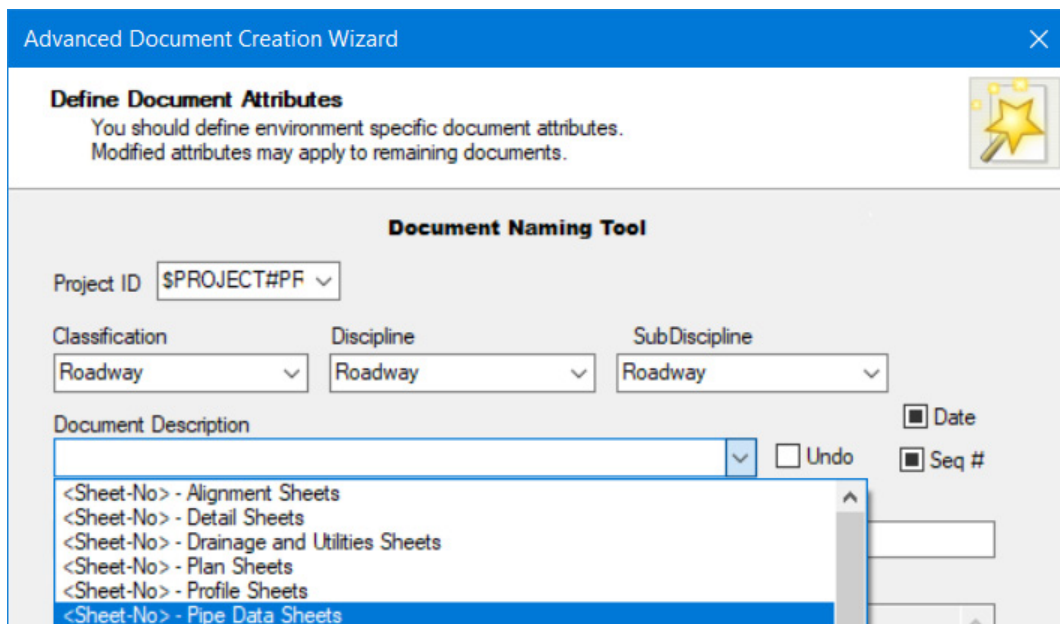 Advanced Document Creation Wizard
Define Document Attributes
You should define environment specific document attributes.
Modified attributes may apply to remaining documents.
Document Naming Tool
Project ID $PROJECT#PR
Classification Discipline SubDiscipline
Roadway Roadway Roadway
Document Description
Date
Undo
Seq #
<Sheet-No> - Alignment Sheets
<Sheet-No> - Detail Sheets
<Sheet-No> - Drainage and Utilities Sheets
<Sheet-No> - Plan Sheets
<Sheet-No> - Profile Sheets
<Sheet-No> - Pipe Data Sheets